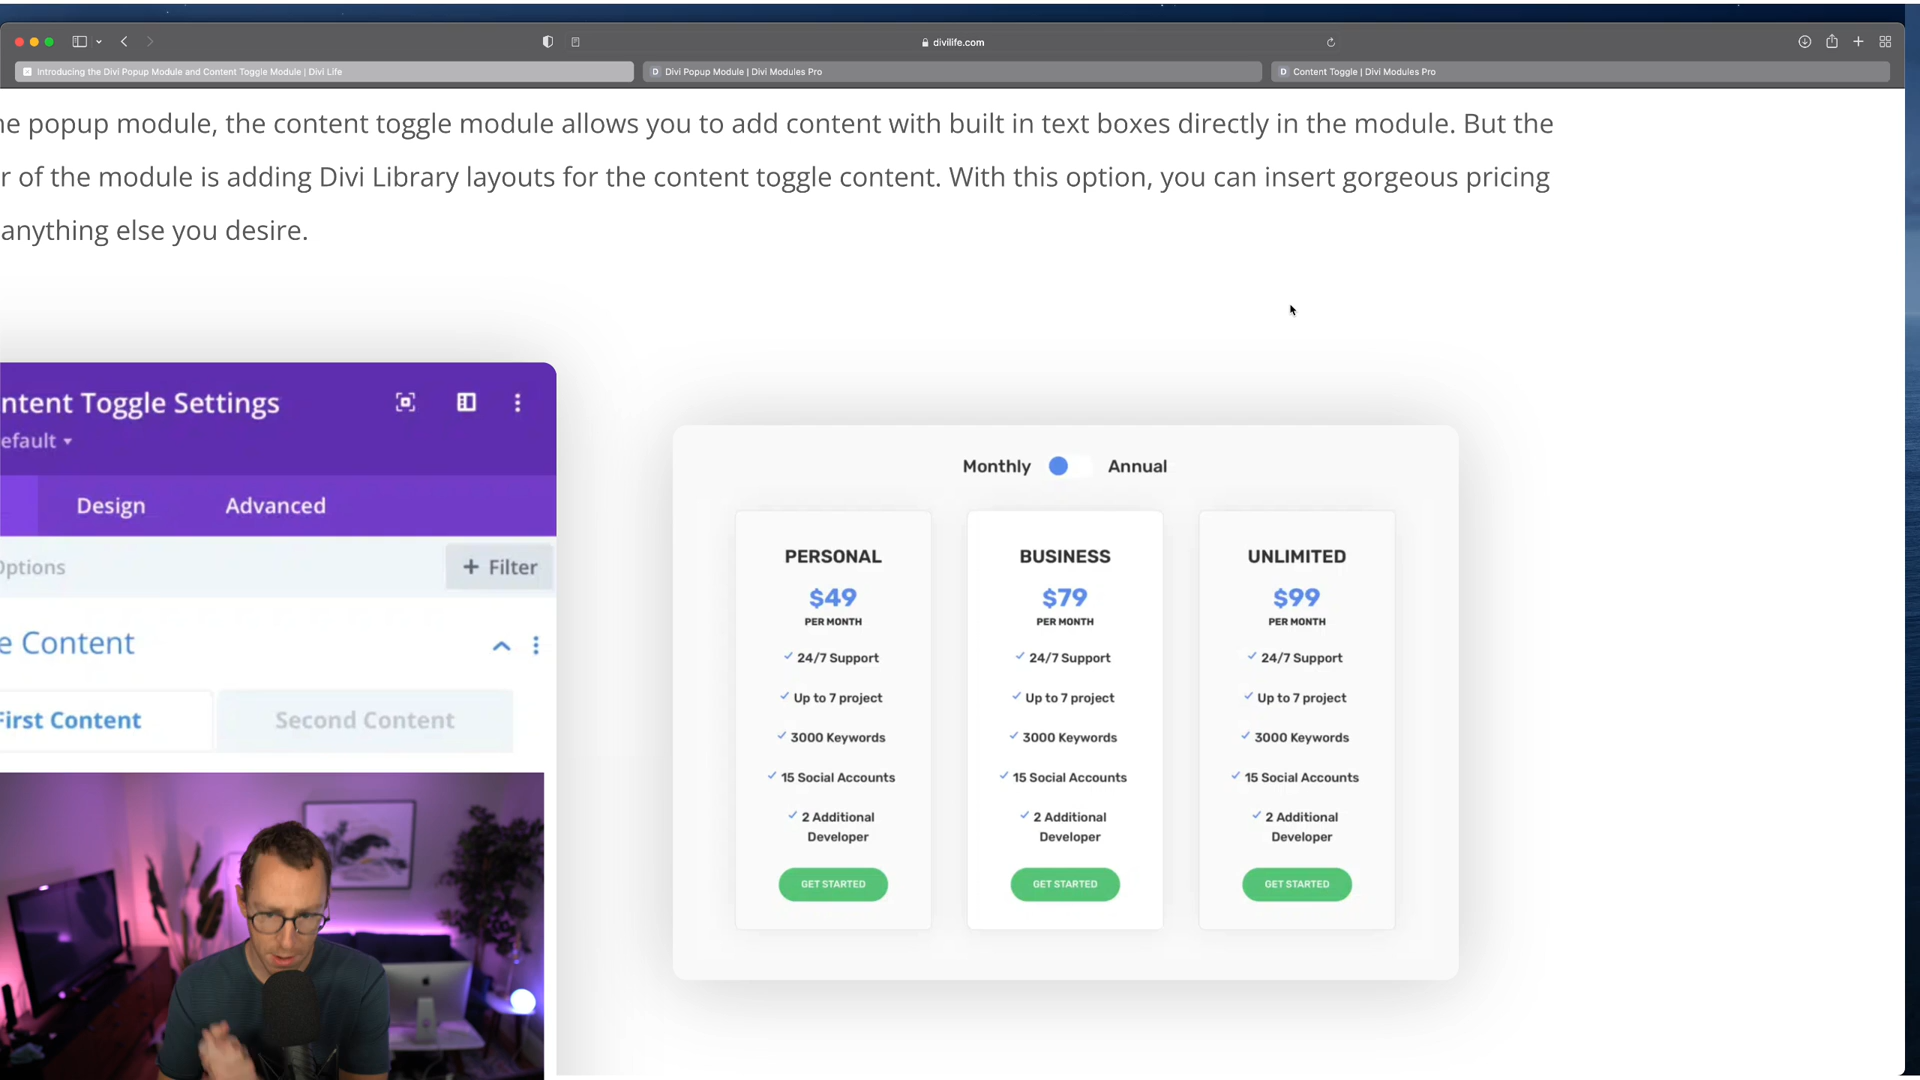 divilife.com
Introducing the Divi Popup Module and Content Toggle Module | Divi Life
D Divi Popup Module | Divi Modules Pro
D Content Toggle | Divi Modules Pro
he popup module, the content toggle module allows you to add content with built in text boxes directly in the module. But the
r of the module is adding Divi Library layouts for the content toggle content. With this option, you can insert gorgeous pricing
anything else you desire.
ntent Toggle Settings
efault
Design
Advanced
Options
+ Filter
e Content
First Content
Second Content
Monthly
Annual
PERSONAL
$49
PER MONTH
24/7 Support
Up to 7 project
3000 Keywords
15 Social Accounts
2 Additional
Developer
GET STARTED
BUSINESS
$79
PER MONTH
24/7 Support
Up to 7 project
3000 Keywords
15 Social Accounts
2 Additional
Developer
GET STARTED
UNLIMITED
$99
PER MONTH
24/7 Support
Up to 7 project
3000 Keywords
15 Social Accounts
2 Additional
Developer
GET STARTED